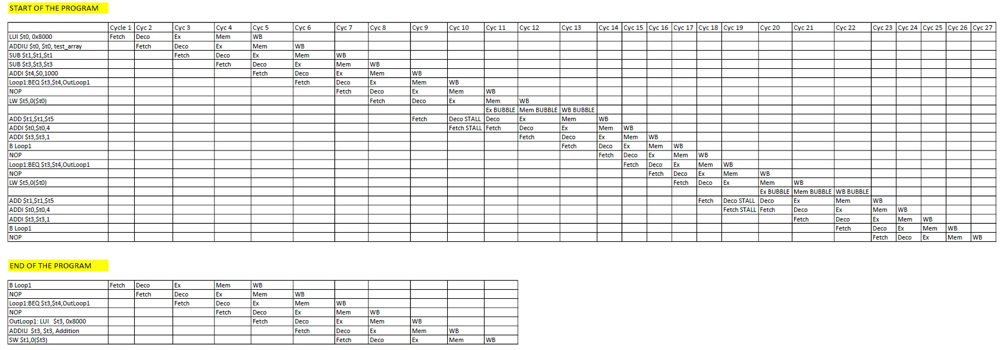 START OF THE PROGRAM
Cycle 1 Cyc 2 Cyc 3 Cyc 4 Cyc 5 Cyc 6 Cyc 7 Cyc 8 Cyc 9 Cyc 10 Cyc 11 Cyc 12 Cyc 13 Cyc 14 Cyc 15 Cyc 16 Cyc 17 Cyc 18 Cyc 19 Cyc 20 Cyc 21 Cyc 22 Cyc 23 Cyc 24 Cyc 25 Cyc 26 Cyc 27
LUI $t0, 0x8000 Fetch Deco Ex Mem WB
ADDIU $t0, $t0, test_array Fetch Deco Ex Mem WB
SUB $t1,$t1,$t1 Fetch Deco Ex Mem WB
SUB $t3,$t3,$t3 Fetch Deco Ex Mem WB
ADDI $t4,$0,1000 Fetch Deco Ex Mem WB
Loop1:BEQ $t3,$t4,OutLoop1 Fetch Deco Ex Mem WB
NOP Fetch Deco Ex Mem WB
LW $t5,0($t0) Fetch Deco Ex Mem WB
Ex BUBBLE Mem BUBBLE WB BUBBLE
ADD $t1,$t1,$t5 Fetch Deco STALL Deco Ex Mem WB
ADDI $t0,$t0,4 Fetch STALL Fetch Deco Ex Mem WB
ADDI $t3,$t3,1 Fetch Deco Ex Mem WB
B Loop1 Fetch Deco Ex Mem WB
NOP Fetch Deco Ex Mem WB
Loop1:BEQ $t3,$t4,OutLoop1 Fetch Deco Ex Mem WB
NOP Fetch Deco Ex Mem WB
LW $t5,0($t0) Fetch Deco Ex Mem WB
Ex BUBBLE Mem BUBBLE WB BUBBLE
ADD $t1,$t1,$t5 Fetch Deco STALL Deco Ex Mem WB
ADDI $t0,$t0,4 Fetch STALL Fetch Deco Ex Mem WB
ADDI $t3,$t3,1 Fetch Deco Ex Mem WB
B Loop1 Fetch Deco Ex Mem WB
NOP Fetch Deco Ex Mem WB
END OF THE PROGRAM
B Loop1 Fetch Deco Ex Mem WB
NOP Fetch Deco Ex Mem WB
Loop1:BEQ $t3,$t4,OutLoop1 Fetch Deco Ex Mem WB
NOP Fetch Deco Ex Mem WB
OutLoop1: LUI $t3, 0x8000 Fetch Deco Ex Mem WB
ADDIU $t3, $t3, Addition Fetch Deco Ex Mem WB
SW $t1,0($t3) Fetch Deco Ex Mem WB